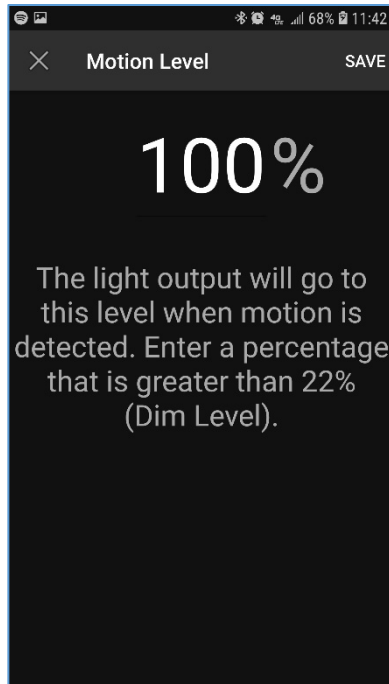 68% 11:42
Motion Level SAVE
100%
The light output will go to
this level when motion is
detected. Enter a percentage
that is greater than 22%
(Dim Level).